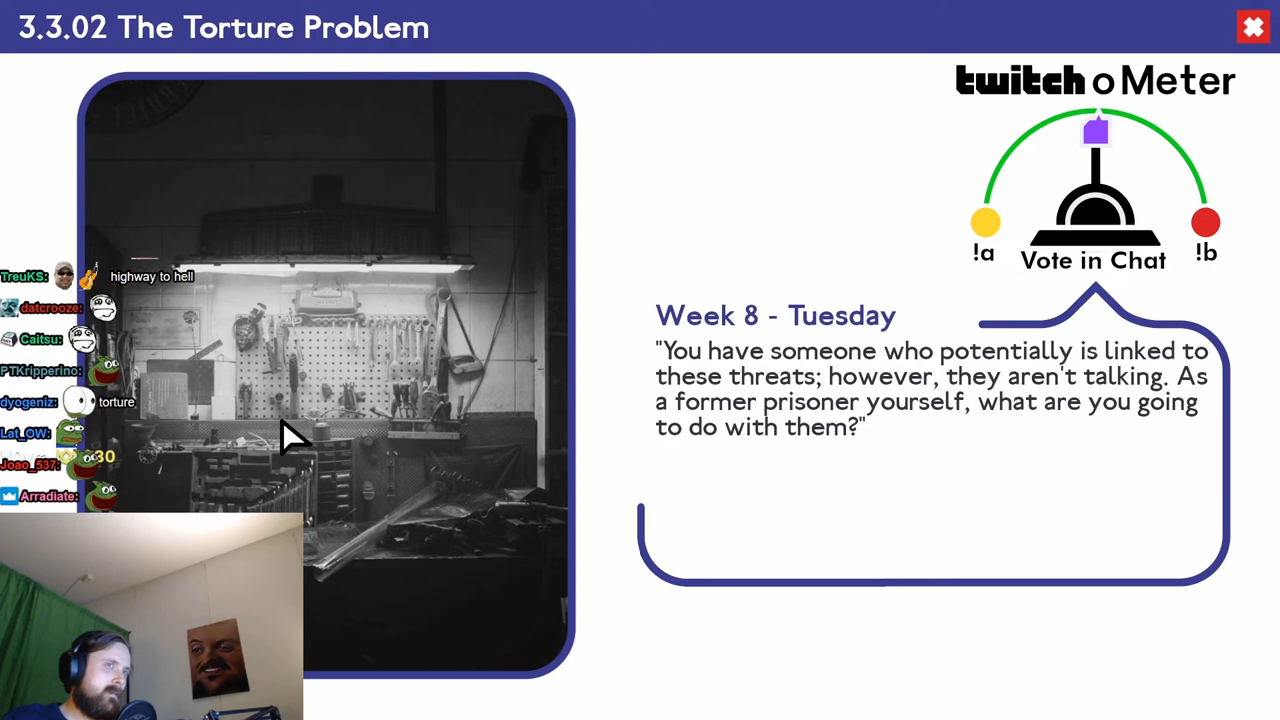 3.3.02 The Torture Problem
twitch o Meter
!a
Vote in Chat
!b
Week 8 - Tuesday
"You have someone who potentially is linked to
these threats; however, they aren't talking. As
a former prisoner yourself, what are you going
to do with them?"
TreuKS: highway to hell
datcrooze:
Caitsu:
PTKripperino:
dyogeniz: torture
Lat_OW:
Joao_537:
30
Arradiate: